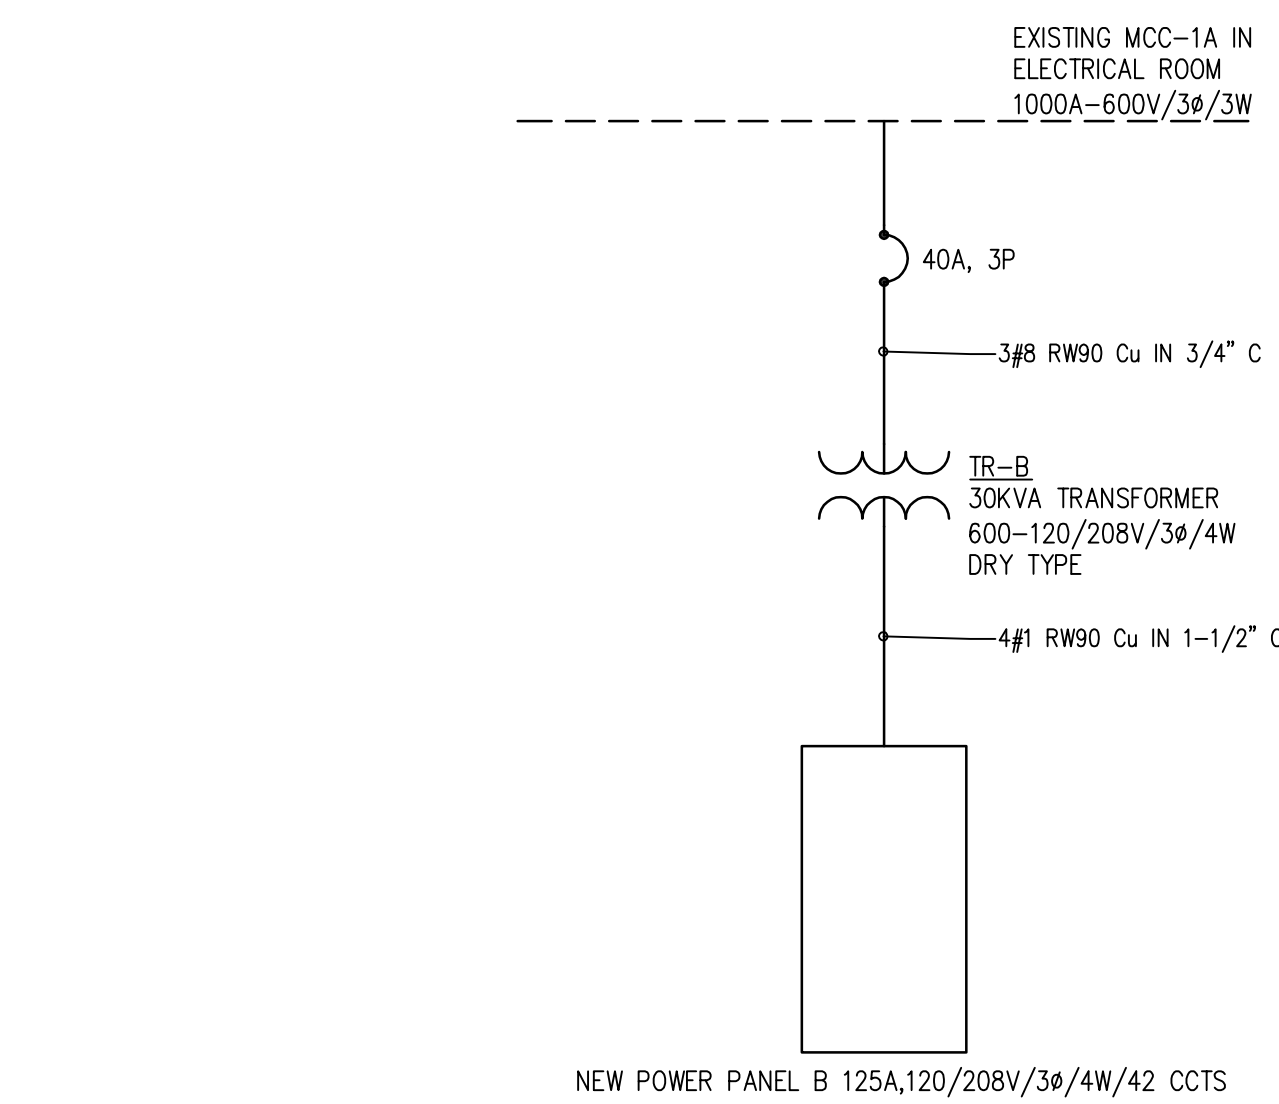 EXISTING MCC-1A IN
ELECTRICAL ROOM
1000A-600V/3ø/3W
40A, 3P
3#8 RW90 Cu IN 3/4" C
TR-B
30KVA TRANSFORMER
600-120/208V/3ø/4W
DRY TYPE
4#1 RW90 Cu IN 1-1/2" C
NEW POWER PANEL B 125A,120/208V/3ø/4W/42 CCTS